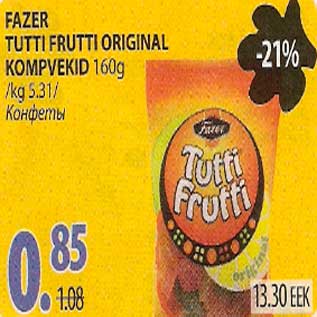 FAZER
TUTTI FRUTTI ORIGINAL
KOMPVEKID 160g
/kg 5.31/
Конфеты
-21%
Fazer
Tutti
Frutti
original
0.85
1.08
13.30 EEK